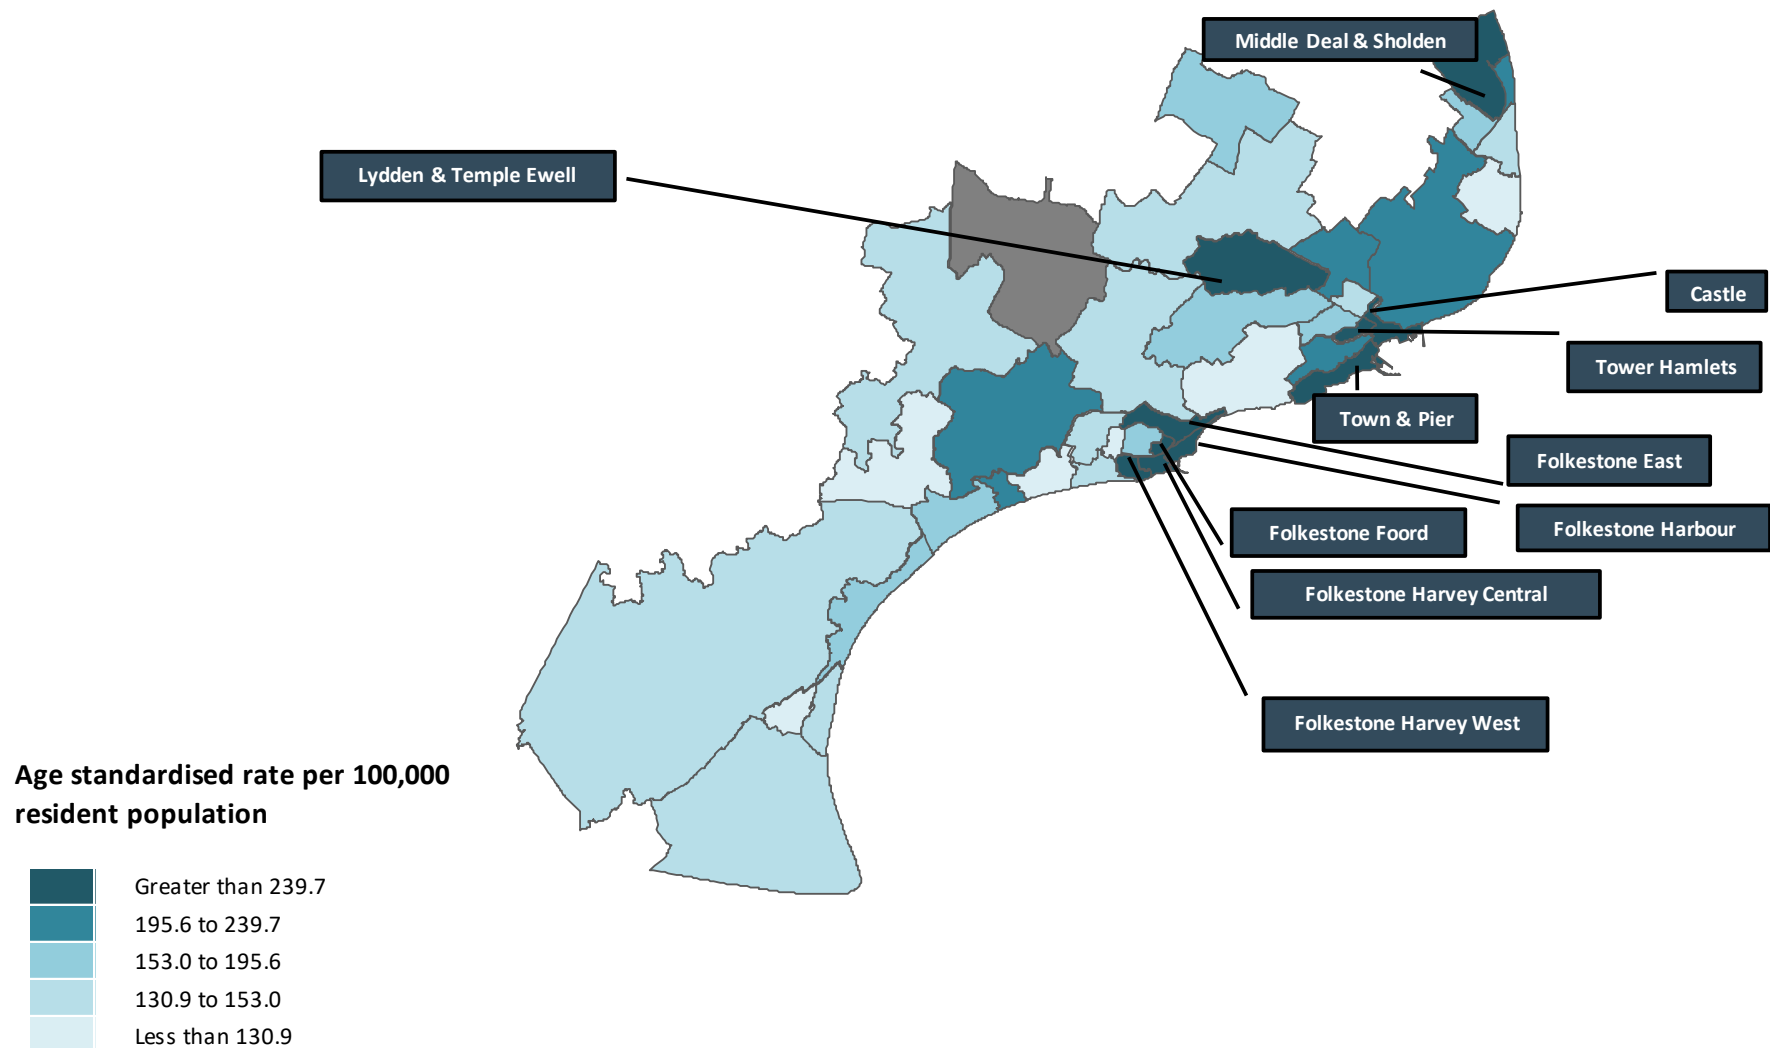 Middle Deal & Sholden
Lydden & Temple Ewell
Castle
Tower Hamlets
Town & Pier
Folkestone East
Folkestone Foord
Folkestone Harbour
Folkestone Harvey Central
Folkestone Harvey West
Age standardised rate per 100,000
resident population
Greater than 239.7
195.6 to 239.7
153.0 to 195.6
130.9 to 153.0
Less than 130.9